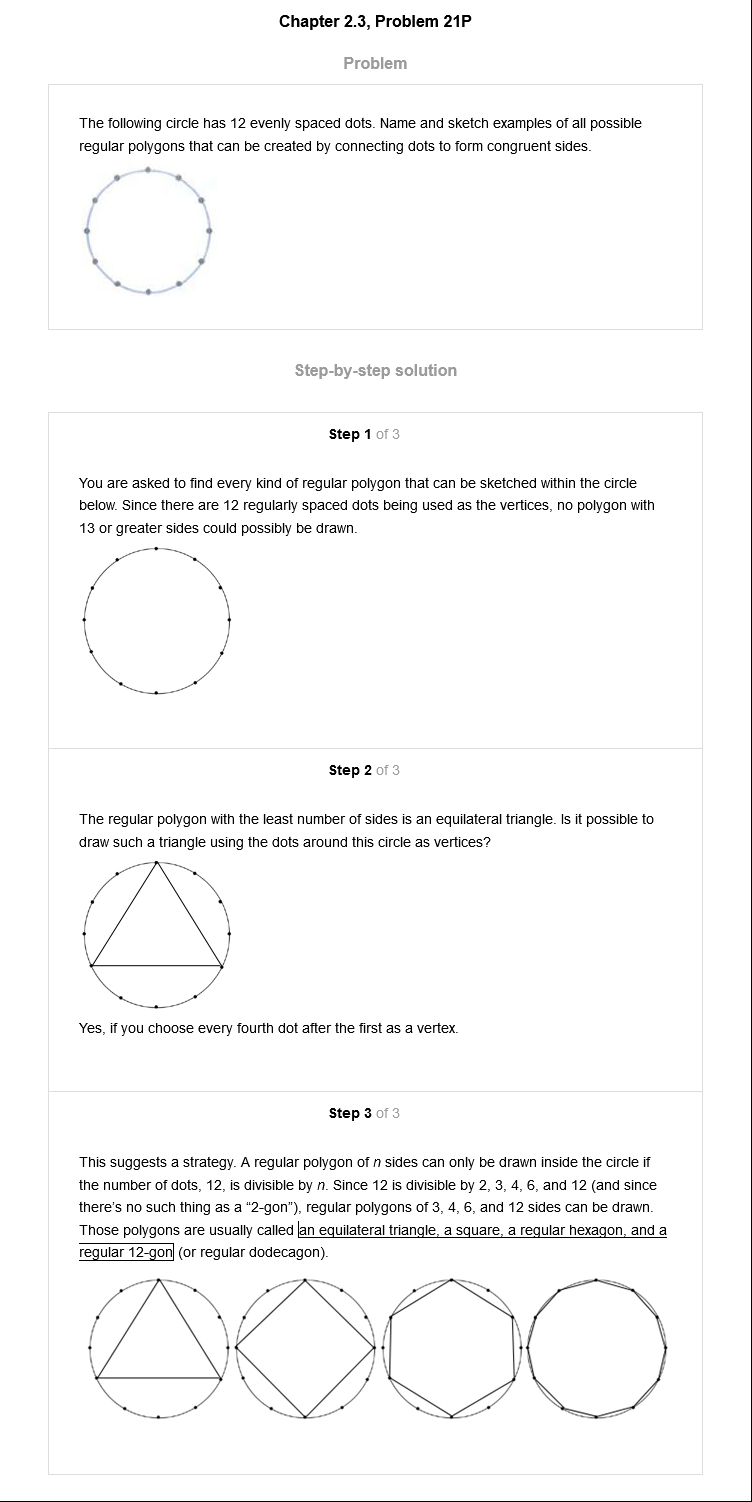 Chapter 2.3, Problem 21P
Problem
The following circle has 12 evenly spaced dots. Name and sketch examples of all possible
regular polygons that can be created by connecting dots to form congruent sides.
Step-by-step solution
Step 1 of 3
You are asked to find every kind of regular polygon that can be sketched within the circle
below. Since there are 12 regularly spaced dots being used as the vertices, no polygon with
13 or greater sides could possibly be drawn.
Step 2 of 3
The regular polygon with the least number of sides is an equilateral triangle. Is it possible to
draw such a triangle using the dots around this circle as vertices?
Yes, if you choose every fourth dot after the first as a vertex.
Step 3 of 3
This suggests a strategy. A regular polygon of n sides can only be drawn inside the circle if
the number of dots, 12, is divisible by n. Since 12 is divisible by 2, 3, 4, 6, and 12 (and since
there's no such thing as a “2-gon”), regular polygons of 3, 4, 6, and 12 sides can be drawn.
Those polygons are usually called an equilateral triangle, a square, a regular hexagon, and a
regular 12-gon (or regular dodecagon).